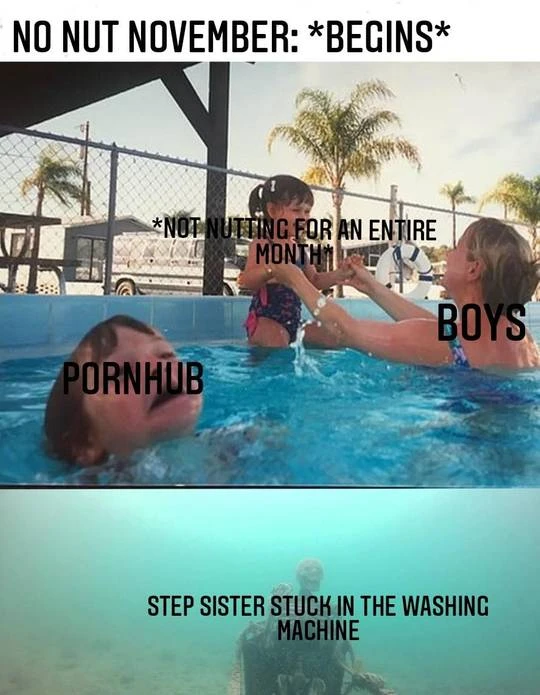 NO NUT NOVEMBER: *BEGINS*
*NOT NUTTING FOR AN ENTIRE
MONTH*
BOYS
PORNHUB
STEP SISTER STUCK IN THE WASHING
MACHINE